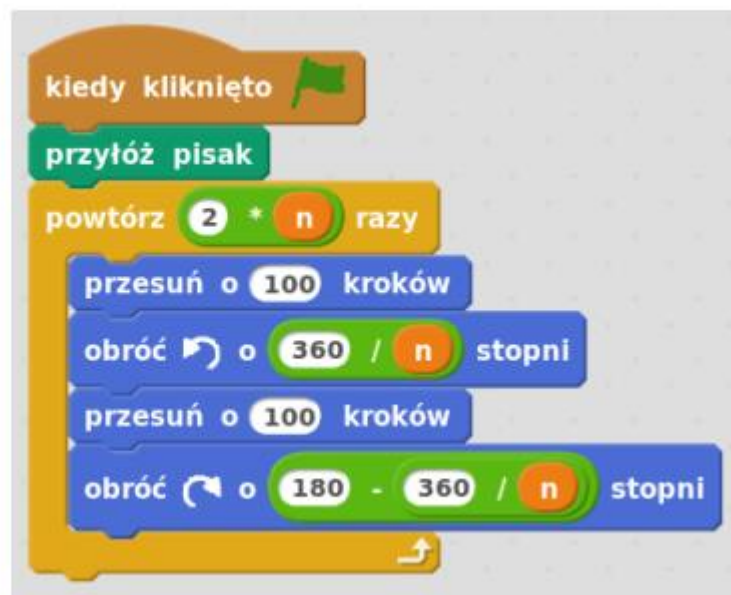 kiedy kliknięto
przyłóż pisak
powtórz 2 * n razy
przesuń o 100 kroków
obróć o 360 / n stopni
przesuń o 100 kroków
obróć o 180 - 360 / n stopni